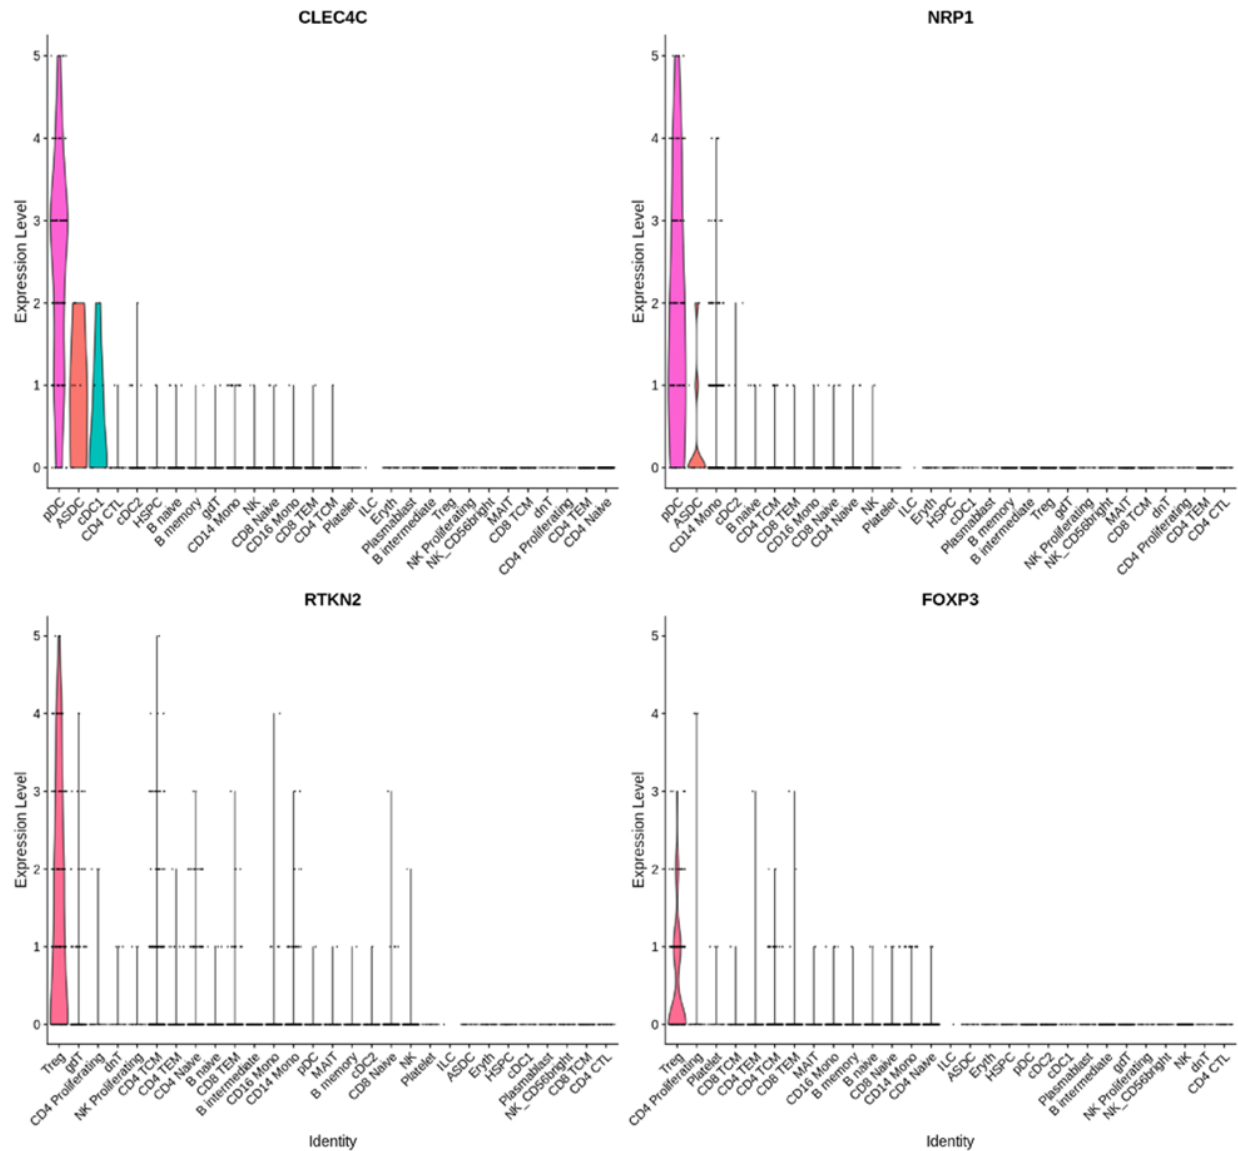 CLEC4C
Expression Level
5
4
3
2
1
0
pDC
ASDC
cDC1
CD4 CTL
cDC2
HSPC
B naive
B memory
gdT
CD14 Mono
NK
CD8 Naive
CD16 Mono
CD8 TEM
CD4 TCM
Platelet
ILC
Eryth
Plasmablast
B intermediate
Treg
NK Proliferating
NK_CD56bright
MAIT
CD8 TCM
dnT
CD4 Proliferating
CD4 TEM
CD4 Naive
NRP1
Expression Level
5
4
3
2
1
0
pDC
ASDC
CD14 Mono
cDC2
B naive
CD4 TCM
CD8 TEM
CD16 Mono
CD8 Naive
CD4 Naive
NK
Platelet
ILC
Eryth
HSPC
cDC1
Plasmablast
B memory
B intermediate
Treg
gdT
NK Proliferating
NK_CD56bright
MAIT
CD8 TCM
dnT
CD4 Proliferating
CD4 TEM
CD4 CTL
RTKN2
Expression Level
5
4
3
2
1
0
Treg
gdT
CD4 Proliferating
dnT
NK Proliferating
CD4 TCM
CD4 TEM
CD4 Naive
B naive
CD8 TEM
B intermediate
CD16 Mono
CD14 Mono
pDC
MAIT
B memory
cDC2
CD8 Naive
NK
Platelet
ILC
ASDC
Eryth
HSPC
cDC1
Plasmablast
NK_CD56bright
CD8 TCM
CD4 CTL
Identity
FOXP3
Expression Level
5
4
3
2
1
0
Treg
CD4 Proliferating
Platelet
CD8 TCM
CD4 TEM
CD4 TCM
CD8 TEM
MAIT
CD16 Mono
B memory
B naive
CD8 Naive
CD14 Mono
CD4 Naive
ILC
ASDC
Eryth
HSPC
pDC
cDC2
cDC1
Plasmablast
B intermediate
gdT
NK Proliferating
NK_CD56bright
NK
dnT
CD4 CTL
Identity